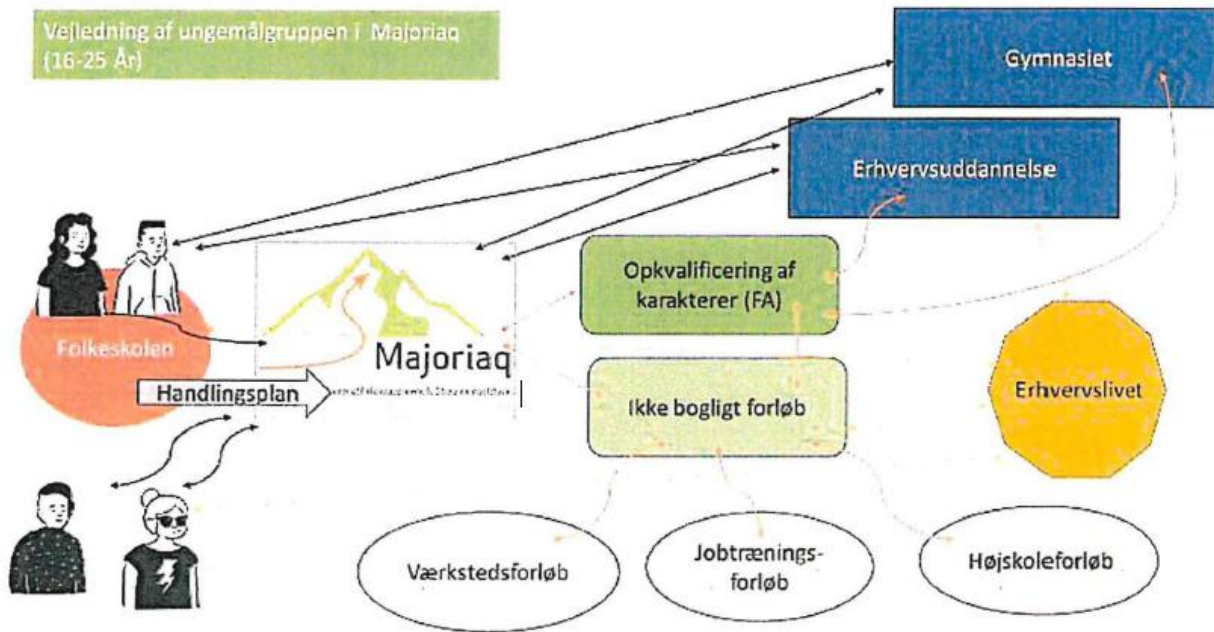 Vejledning af ungemålgruppen i Majoriaq
(16-25 År)
Gymnasiet
Erhvervsuddannelse
Opkvalificering af
karakterer (FA)
Folkeskolen
Majoriaq
Handlingsplan
Ikke bogligt forløb
Erhvervslivet
Værkstedsforløb
Jobtrænings-
forløb
Højskoleforløb